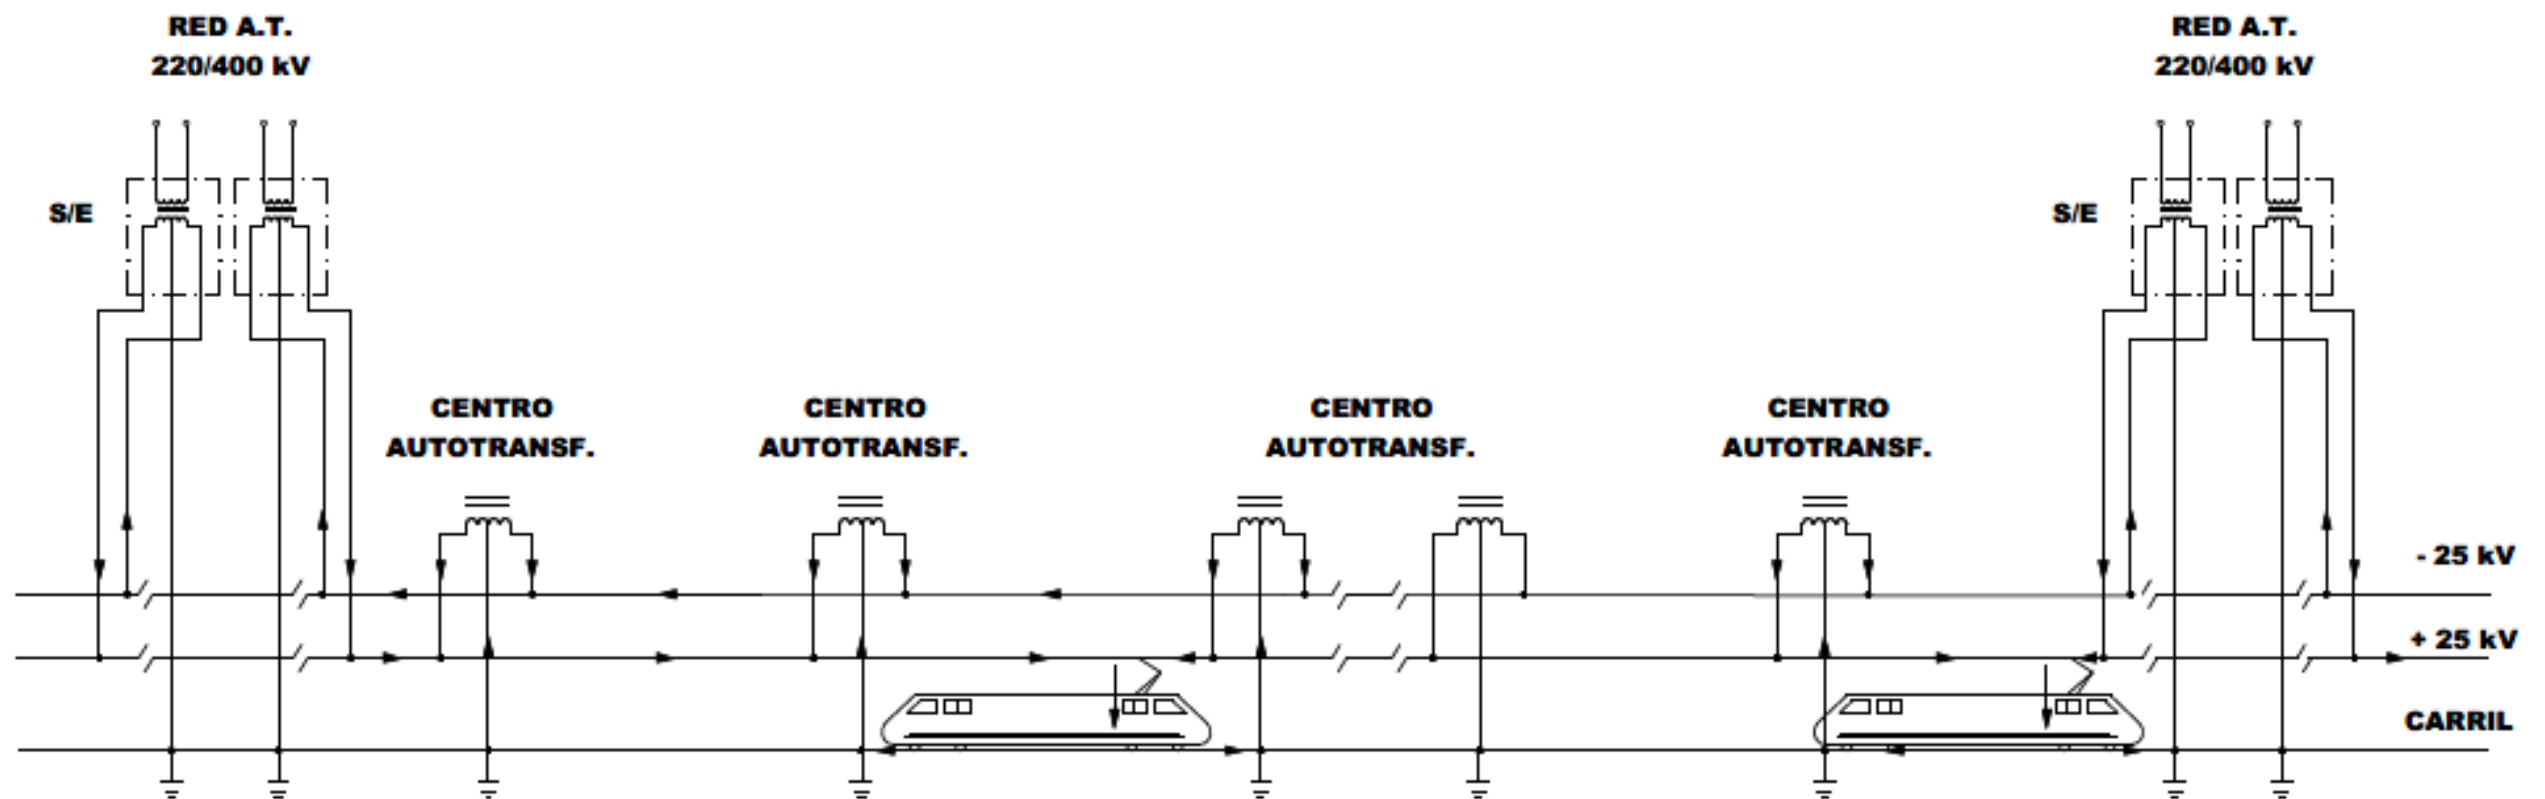 RED A.T.
220/400 kV
RED A.T.
220/400 kV
S/E
S/E
CENTRO
AUTOTRANSF.
CENTRO
AUTOTRANSF.
CENTRO
AUTOTRANSF.
CENTRO
AUTOTRANSF.
- 25 kV
+ 25 kV
CARRIL